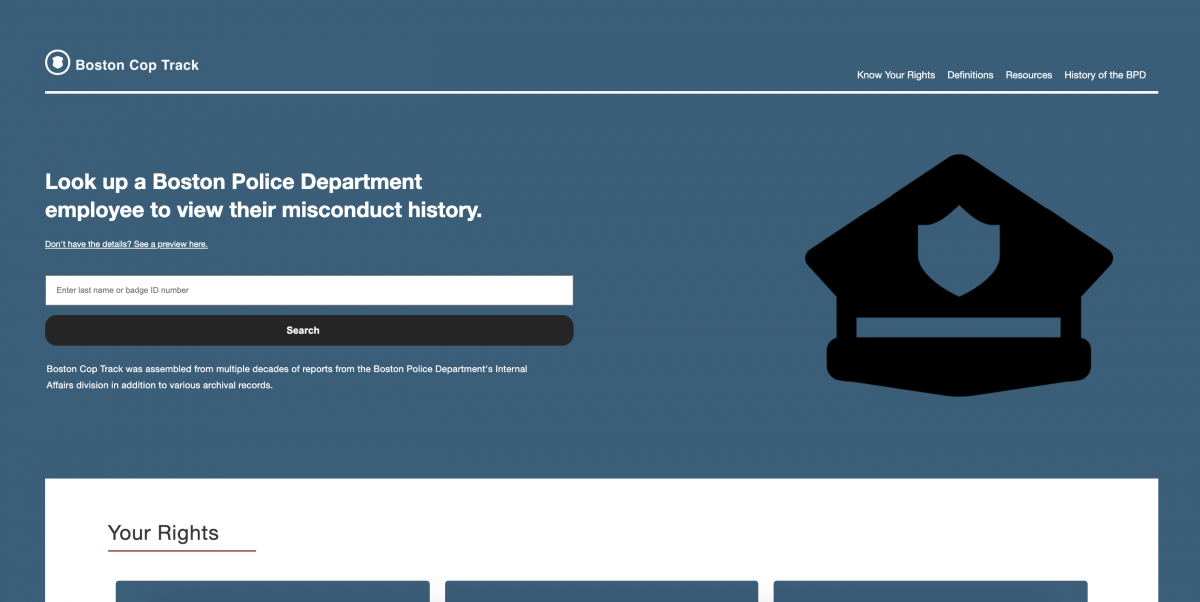 Boston Cop Track
Know Your Rights Definitions Resources History of the BPD
Look up a Boston Police Department
employee to view their misconduct history.
Don't have the details? See a preview here.
Enter last name or badge ID number
Search
Boston Cop Track was assembled from multiple decades of reports from the Boston Police Department's Internal
Affairs division in addition to various archival records.
Your Rights